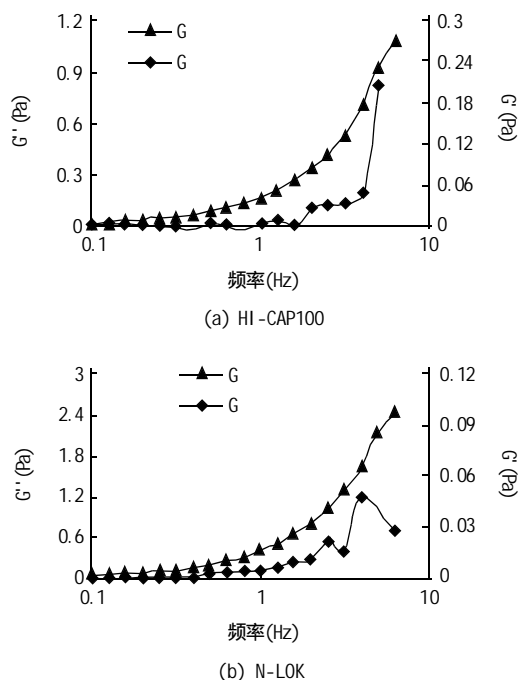 1.2
0.9
0.6
0.3
0
G''(Pa)
G
G
0.3
0.24
0.18
0.12
0.06
0
G'(Pa)
0.1
1
10
频率(Hz)
(a) HI-CAP100
3
2.4
1.8
1.2
0.6
0
G''(Pa)
G
G
0.12
0.09
0.06
0.03
0
G'(Pa)
0.1
1
10
频率(Hz)
(b) N-LOK